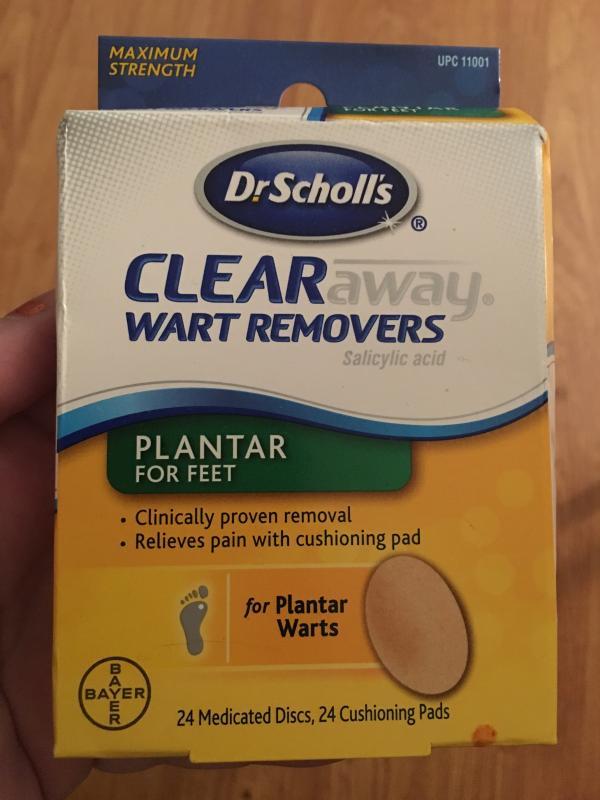 MAXIMUM
STRENGTH
UPC 11001
Dr. Scholl's
®
CLEARaway®
WART REMOVERS
Salicylic acid
PLANTAR
FOR FEET
• Clinically proven removal
• Relieves pain with cushioning pad
for Plantar
Warts
BAYER
BAYER
24 Medicated Discs, 24 Cushioning Pads